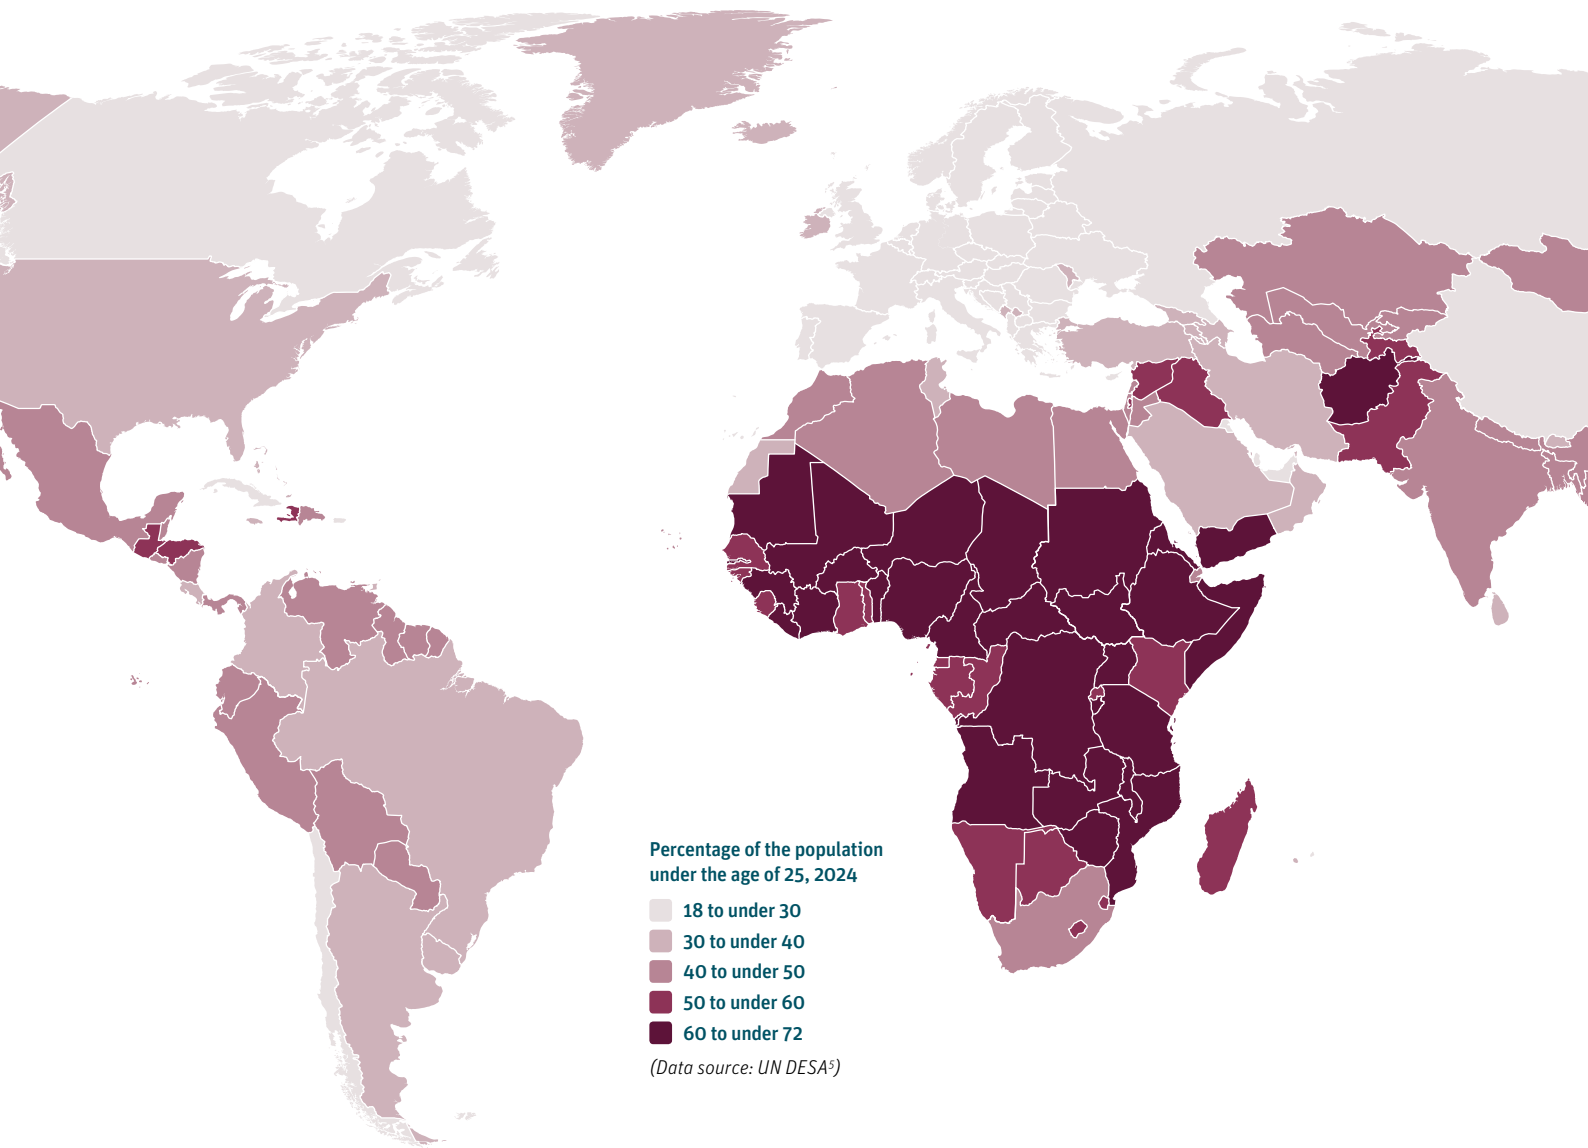 Percentage of the population
under the age of 25, 2024
18 to under 30
30 to under 40
40 to under 50
50 to under 60
60 to under 72
(Data source: UN DESA⁵)